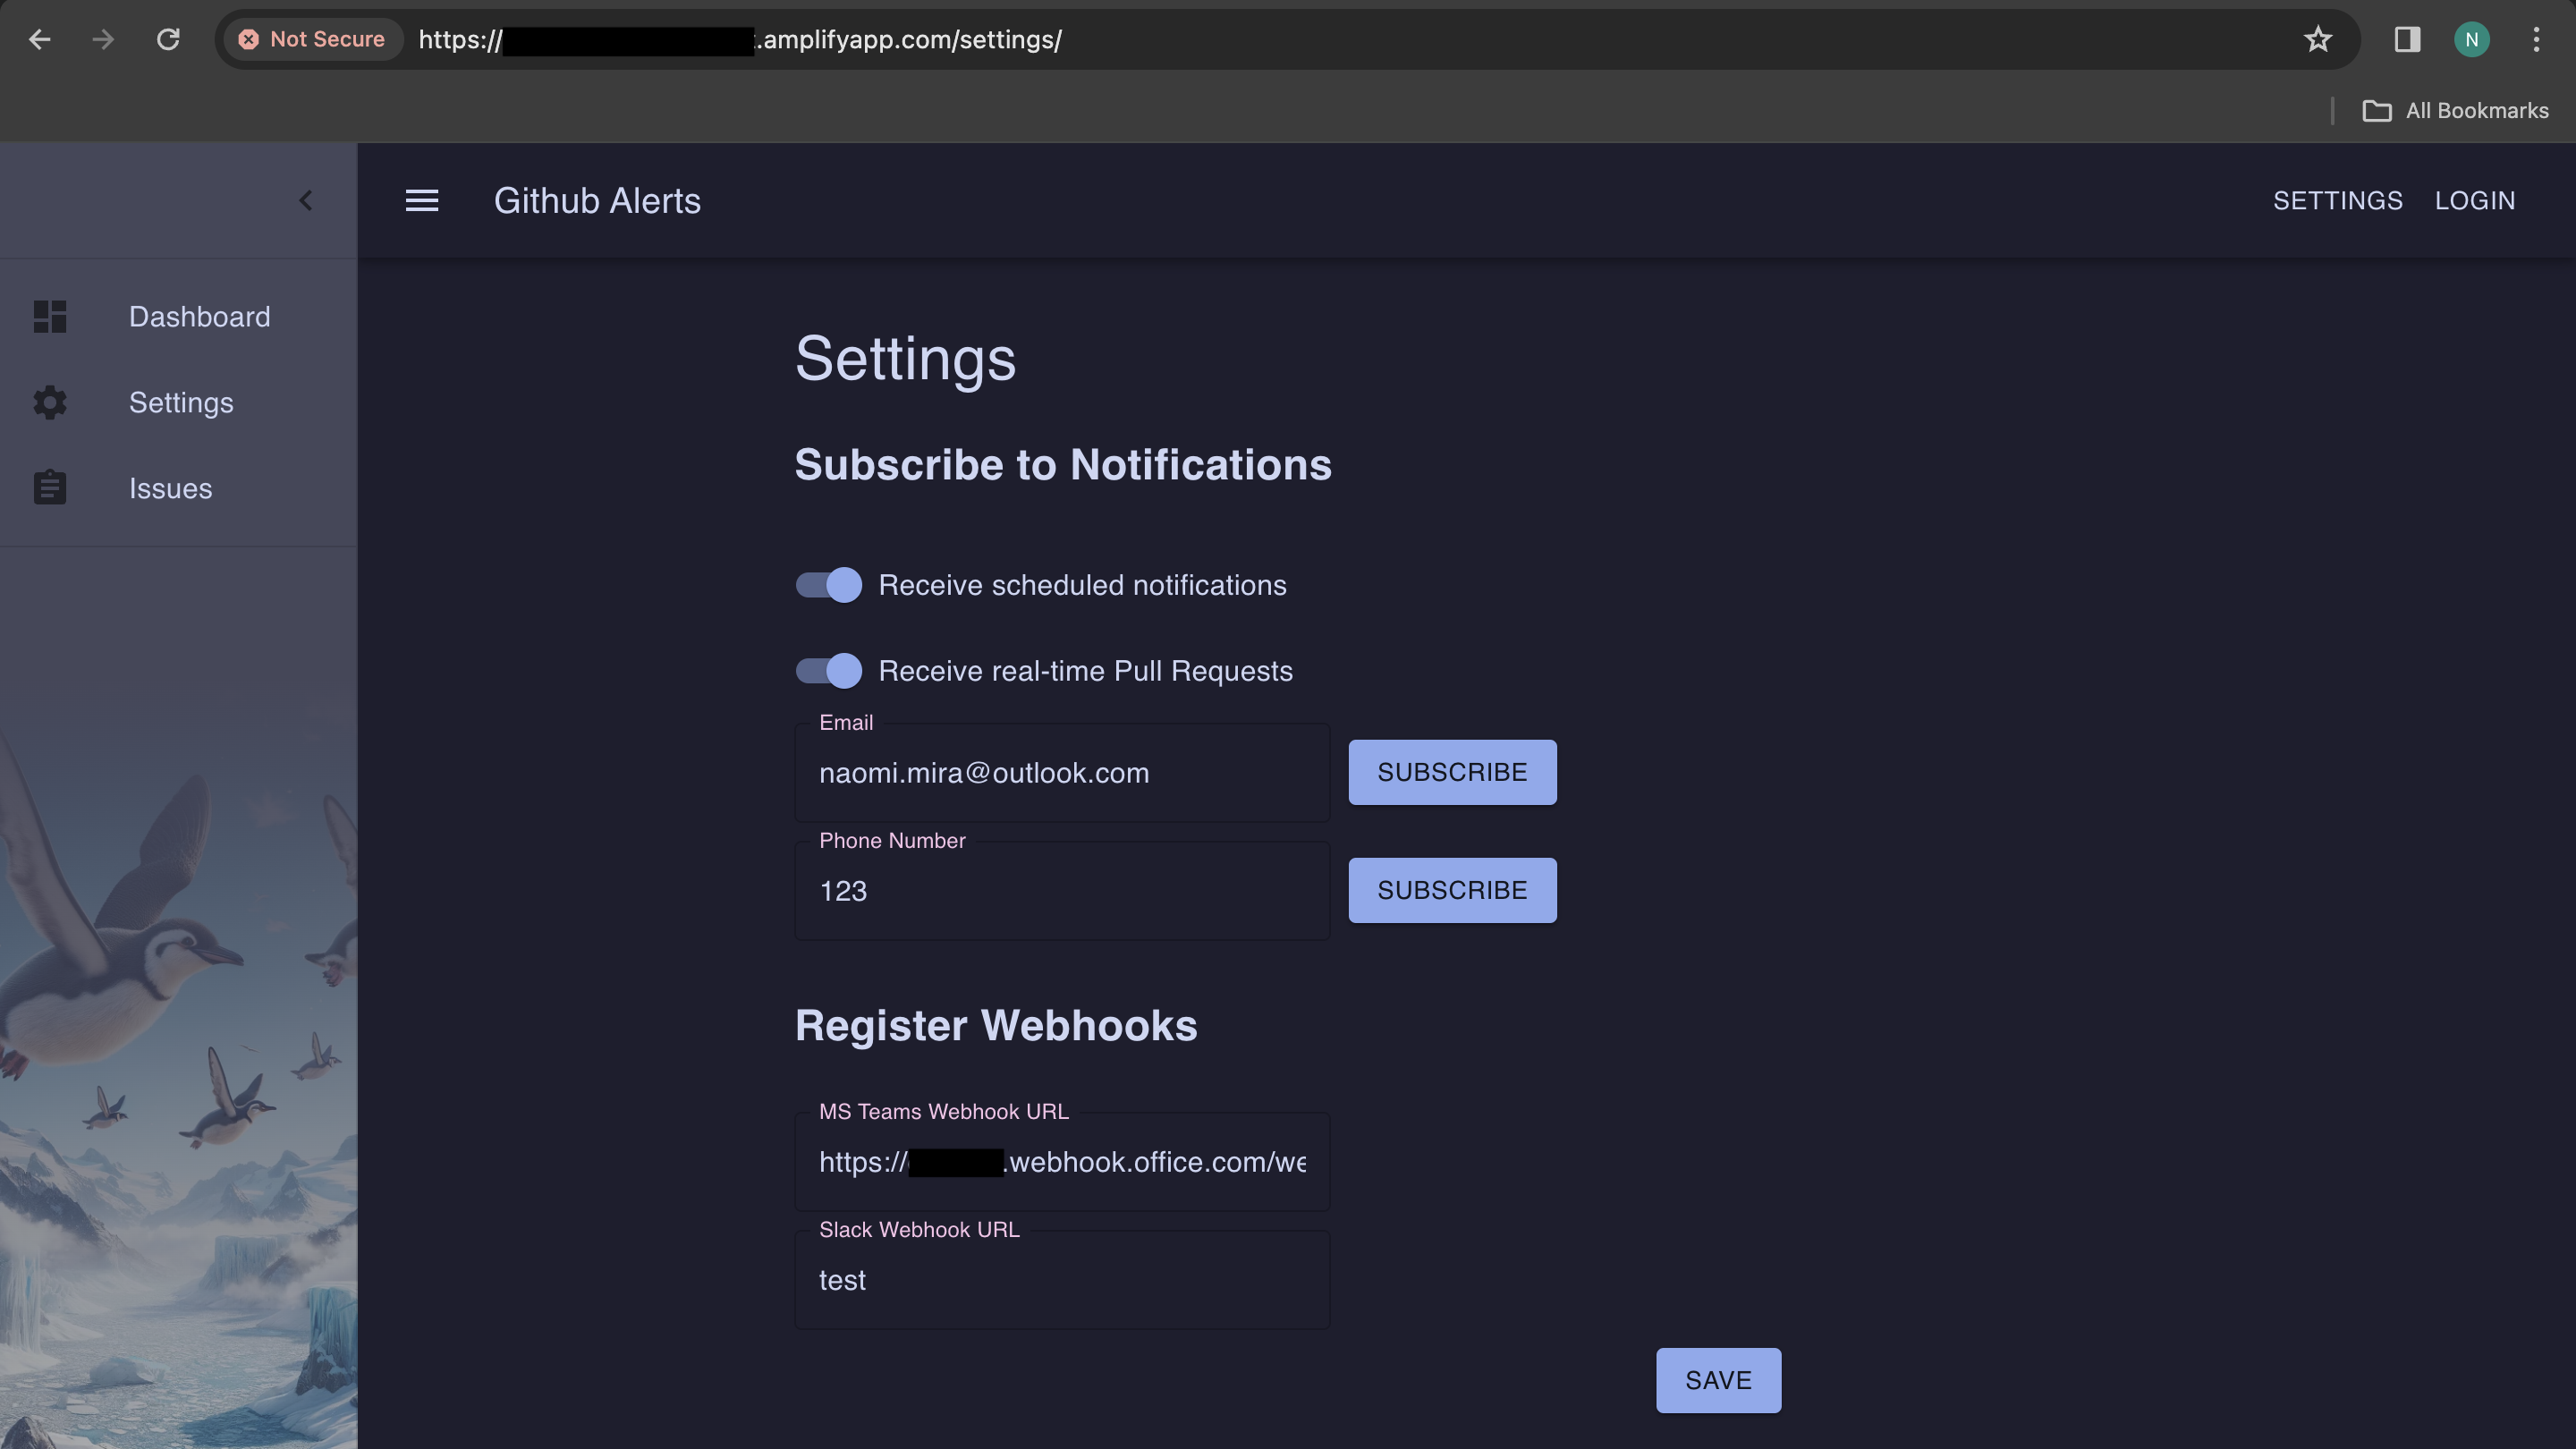 Not Secure https:// .amplifyapp.com/settings/ N
All Bookmarks
Github Alerts SETTINGS LOGIN
Dashboard
Settings
Issues
Settings
Subscribe to Notifications
Receive scheduled notifications
Receive real-time Pull Requests
Email
naomi.mira@outlook.com SUBSCRIBE
Phone Number
123 SUBSCRIBE
Register Webhooks
MS Teams Webhook URL
https:// .webhook.office.com/we
Slack Webhook URL
test
SAVE